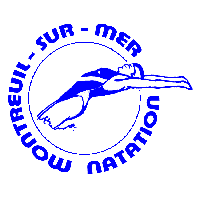 MONTREUIL - SUR - MER
NATATION